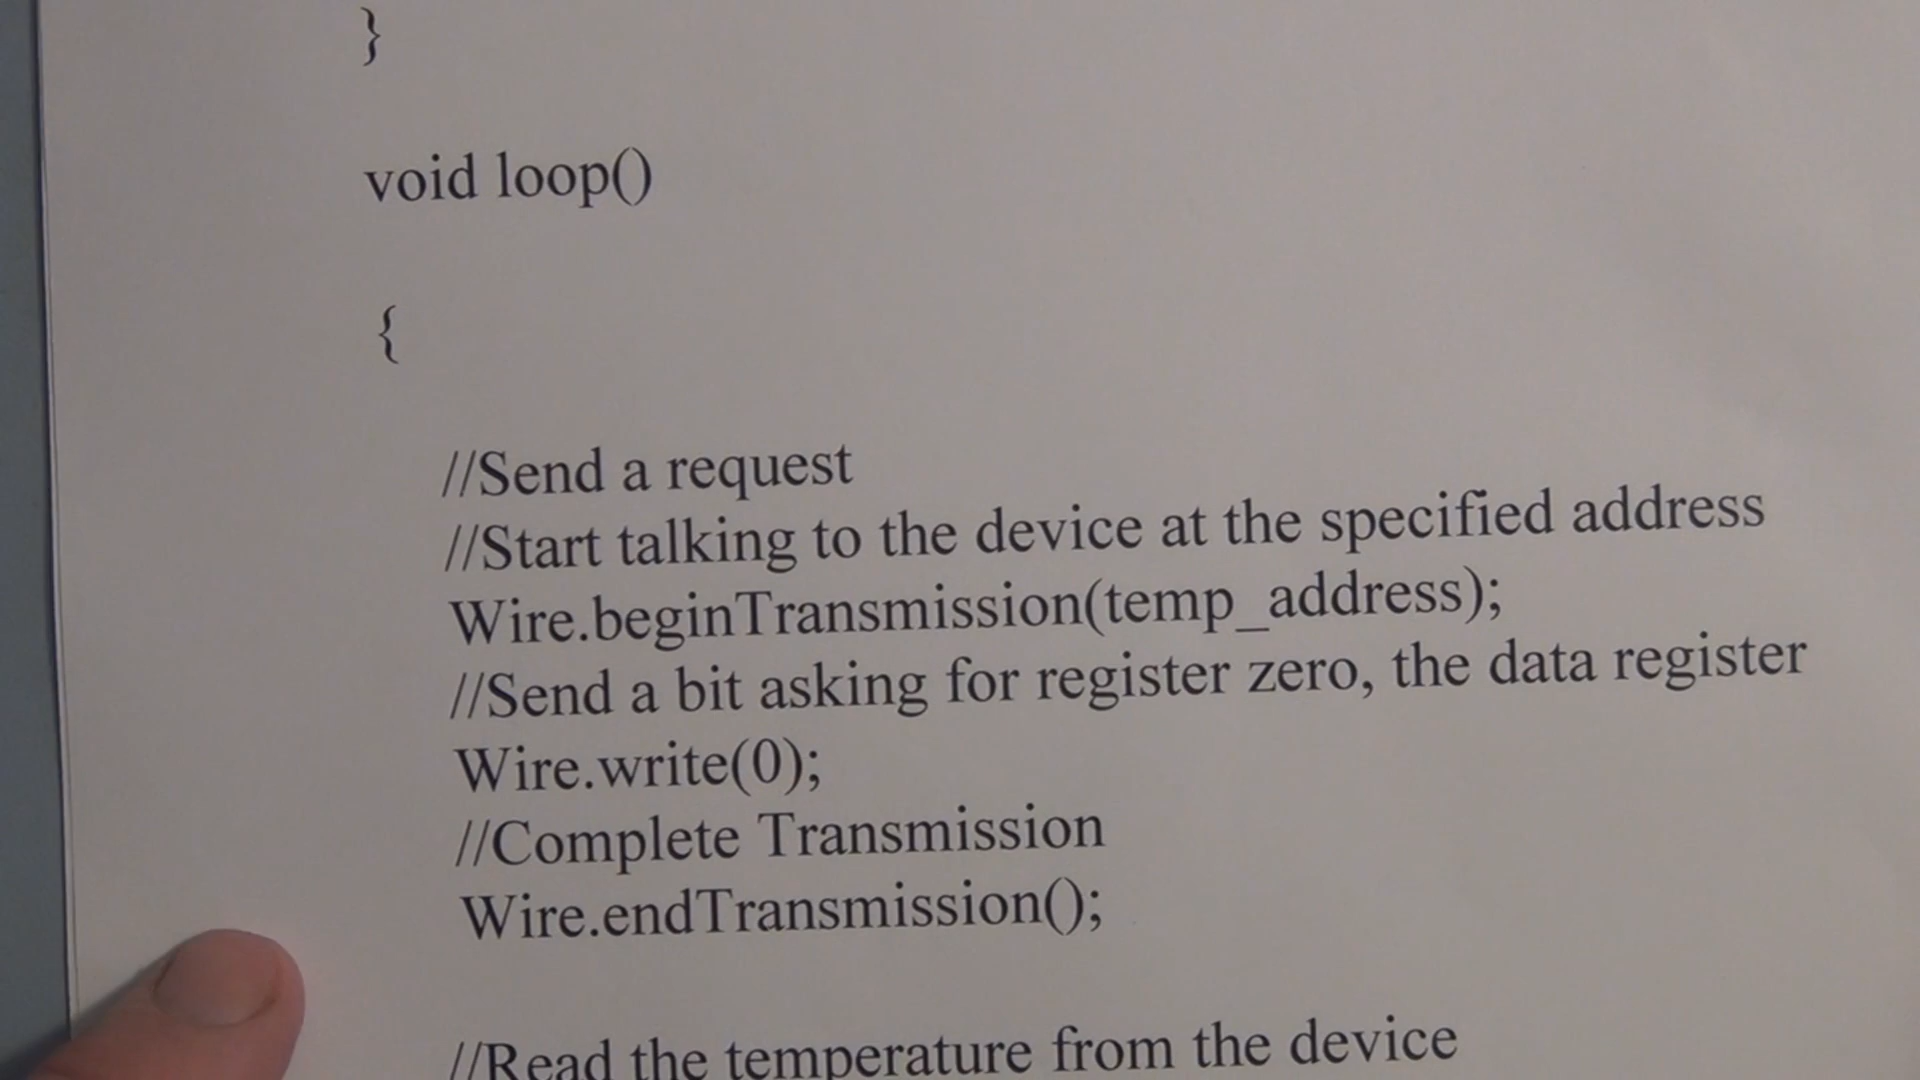 }
void loop()
{
//Send a request
//Start talking to the device at the specified address
Wire.beginTransmission(temp_address);
//Send a bit asking for register zero, the data register
Wire.write(0);
//Complete Transmission
Wire.endTransmission();
//Read the temperature from the device